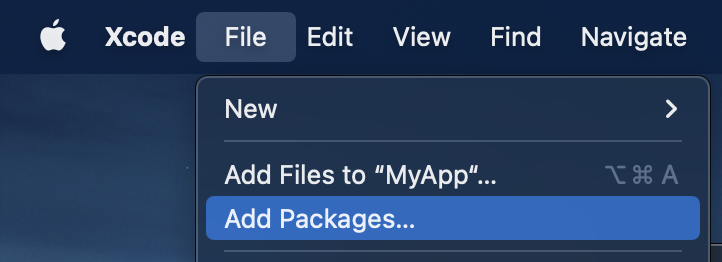 Xcode File Edit View Find Navigate
New
Add Files to “MyApp“... ⌥⌘ A
Add Packages...